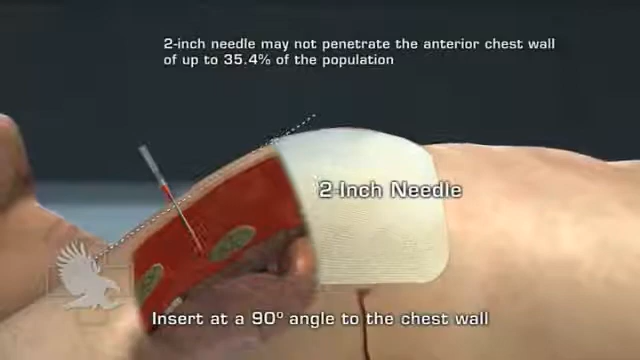 2-inch needle may not penetrate the anterior chest wall
of up to 35.4% of the population
2-Inch Needle
Insert at a 90º angle to the chest wall